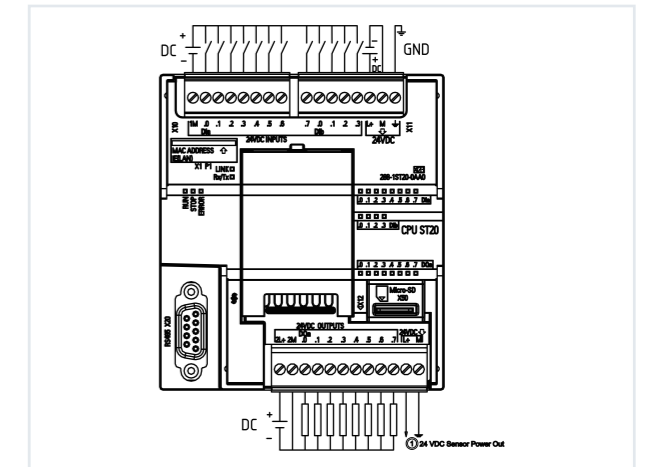 DC + -
GND
- + DC
X10
1M .0 .1 .2 .3 .4 .5 .6
.7 .0 .1 .2 .3 L+ M
X11
DIa
DIb
24VDC INPUTS
24VDC
MAC ADDRESS
(E)(LAN)
X1 P1 LINK
Rx/Tx
288-1ST20-0AA0
RUN
STOP
ERROR
.0 .1 .2 .3 .4 .5 .6 .7 DIa
.0 .1 .2 .3 DIb
CPU ST20
.0 .1 .2 .3 .4 .5 .6 .7 DQa
RS485 X20
X12
Micro-SD
X50
24VDC OUTPUTS
DQa
24VDC
2L+ 2M .0 .1 .2 .3 .4 .5 .6 .7 L+ M
DC + -
① 24 VDC Sensor Power Out